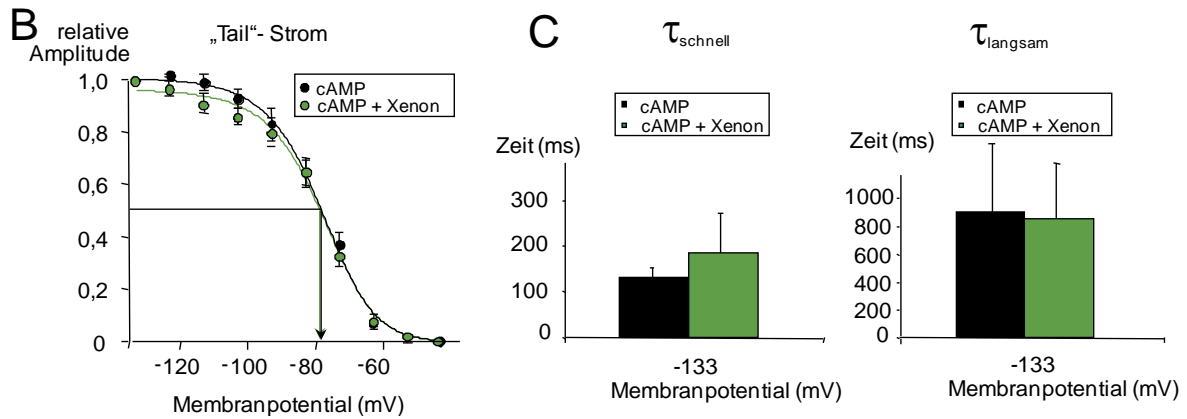 B
relative
Amplitude
„Tail“- Strom
cAMP
cAMP + Xenon
1,0
0,8
0,6
0,4
0,2
0
-120 -100 -80 -60
Membranpotential (mV)
C
τschnell
cAMP
cAMP + Xenon
Zeit (ms)
300
200
100
0
-133
Membranpotential (mV)
τlangsam
cAMP
cAMP + Xenon
Zeit (ms)
1000
800
600
400
200
0
-133
Membranpotential (mV)